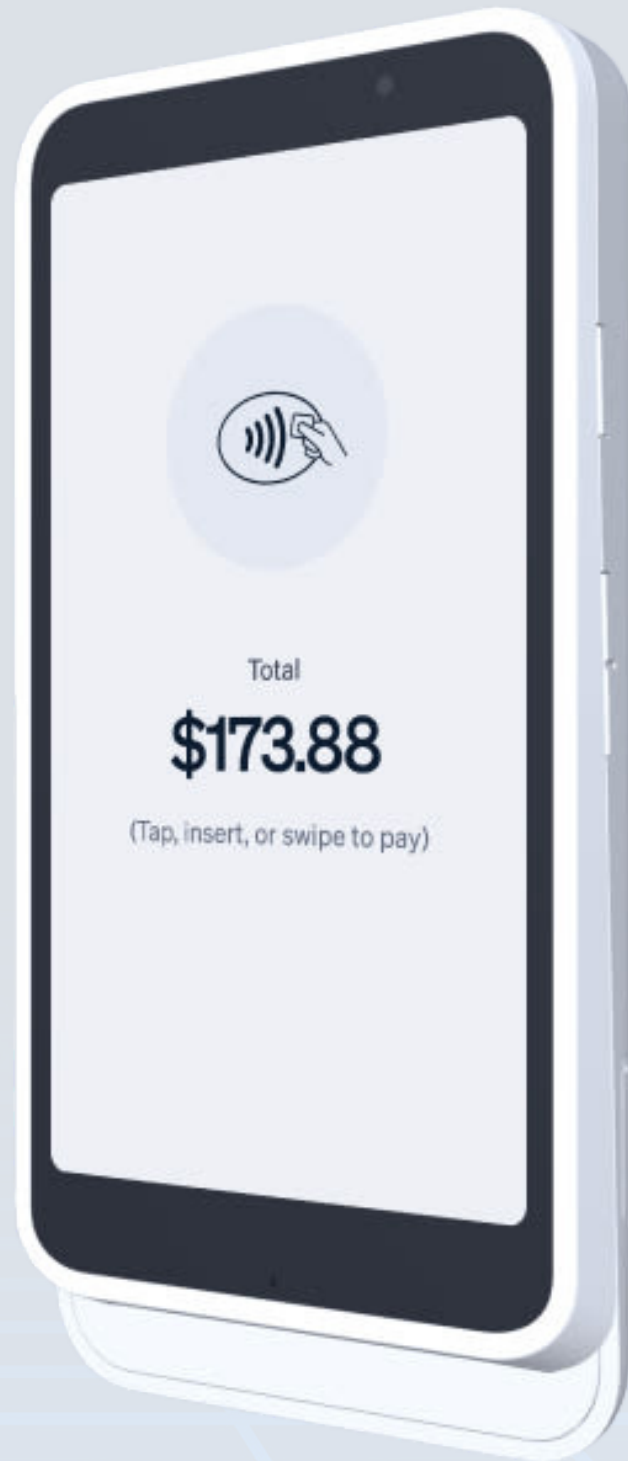 Total
$173.88
(Tap, insert, or swipe to pay)